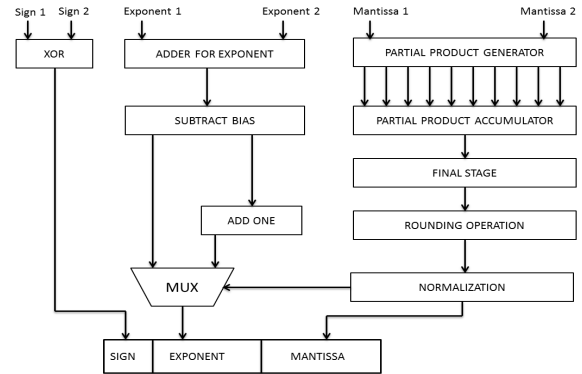 Sign 1 Sign 2 Exponent 1 Exponent 2 Mantissa 1 Mantissa 2
XOR ADDER FOR EXPONENT PARTIAL PRODUCT GENERATOR
SUBTRACT BIAS PARTIAL PRODUCT ACCUMULATOR
FINAL STAGE
ADD ONE ROUNDING OPERATION
MUX NORMALIZATION
SIGN EXPONENT MANTISSA